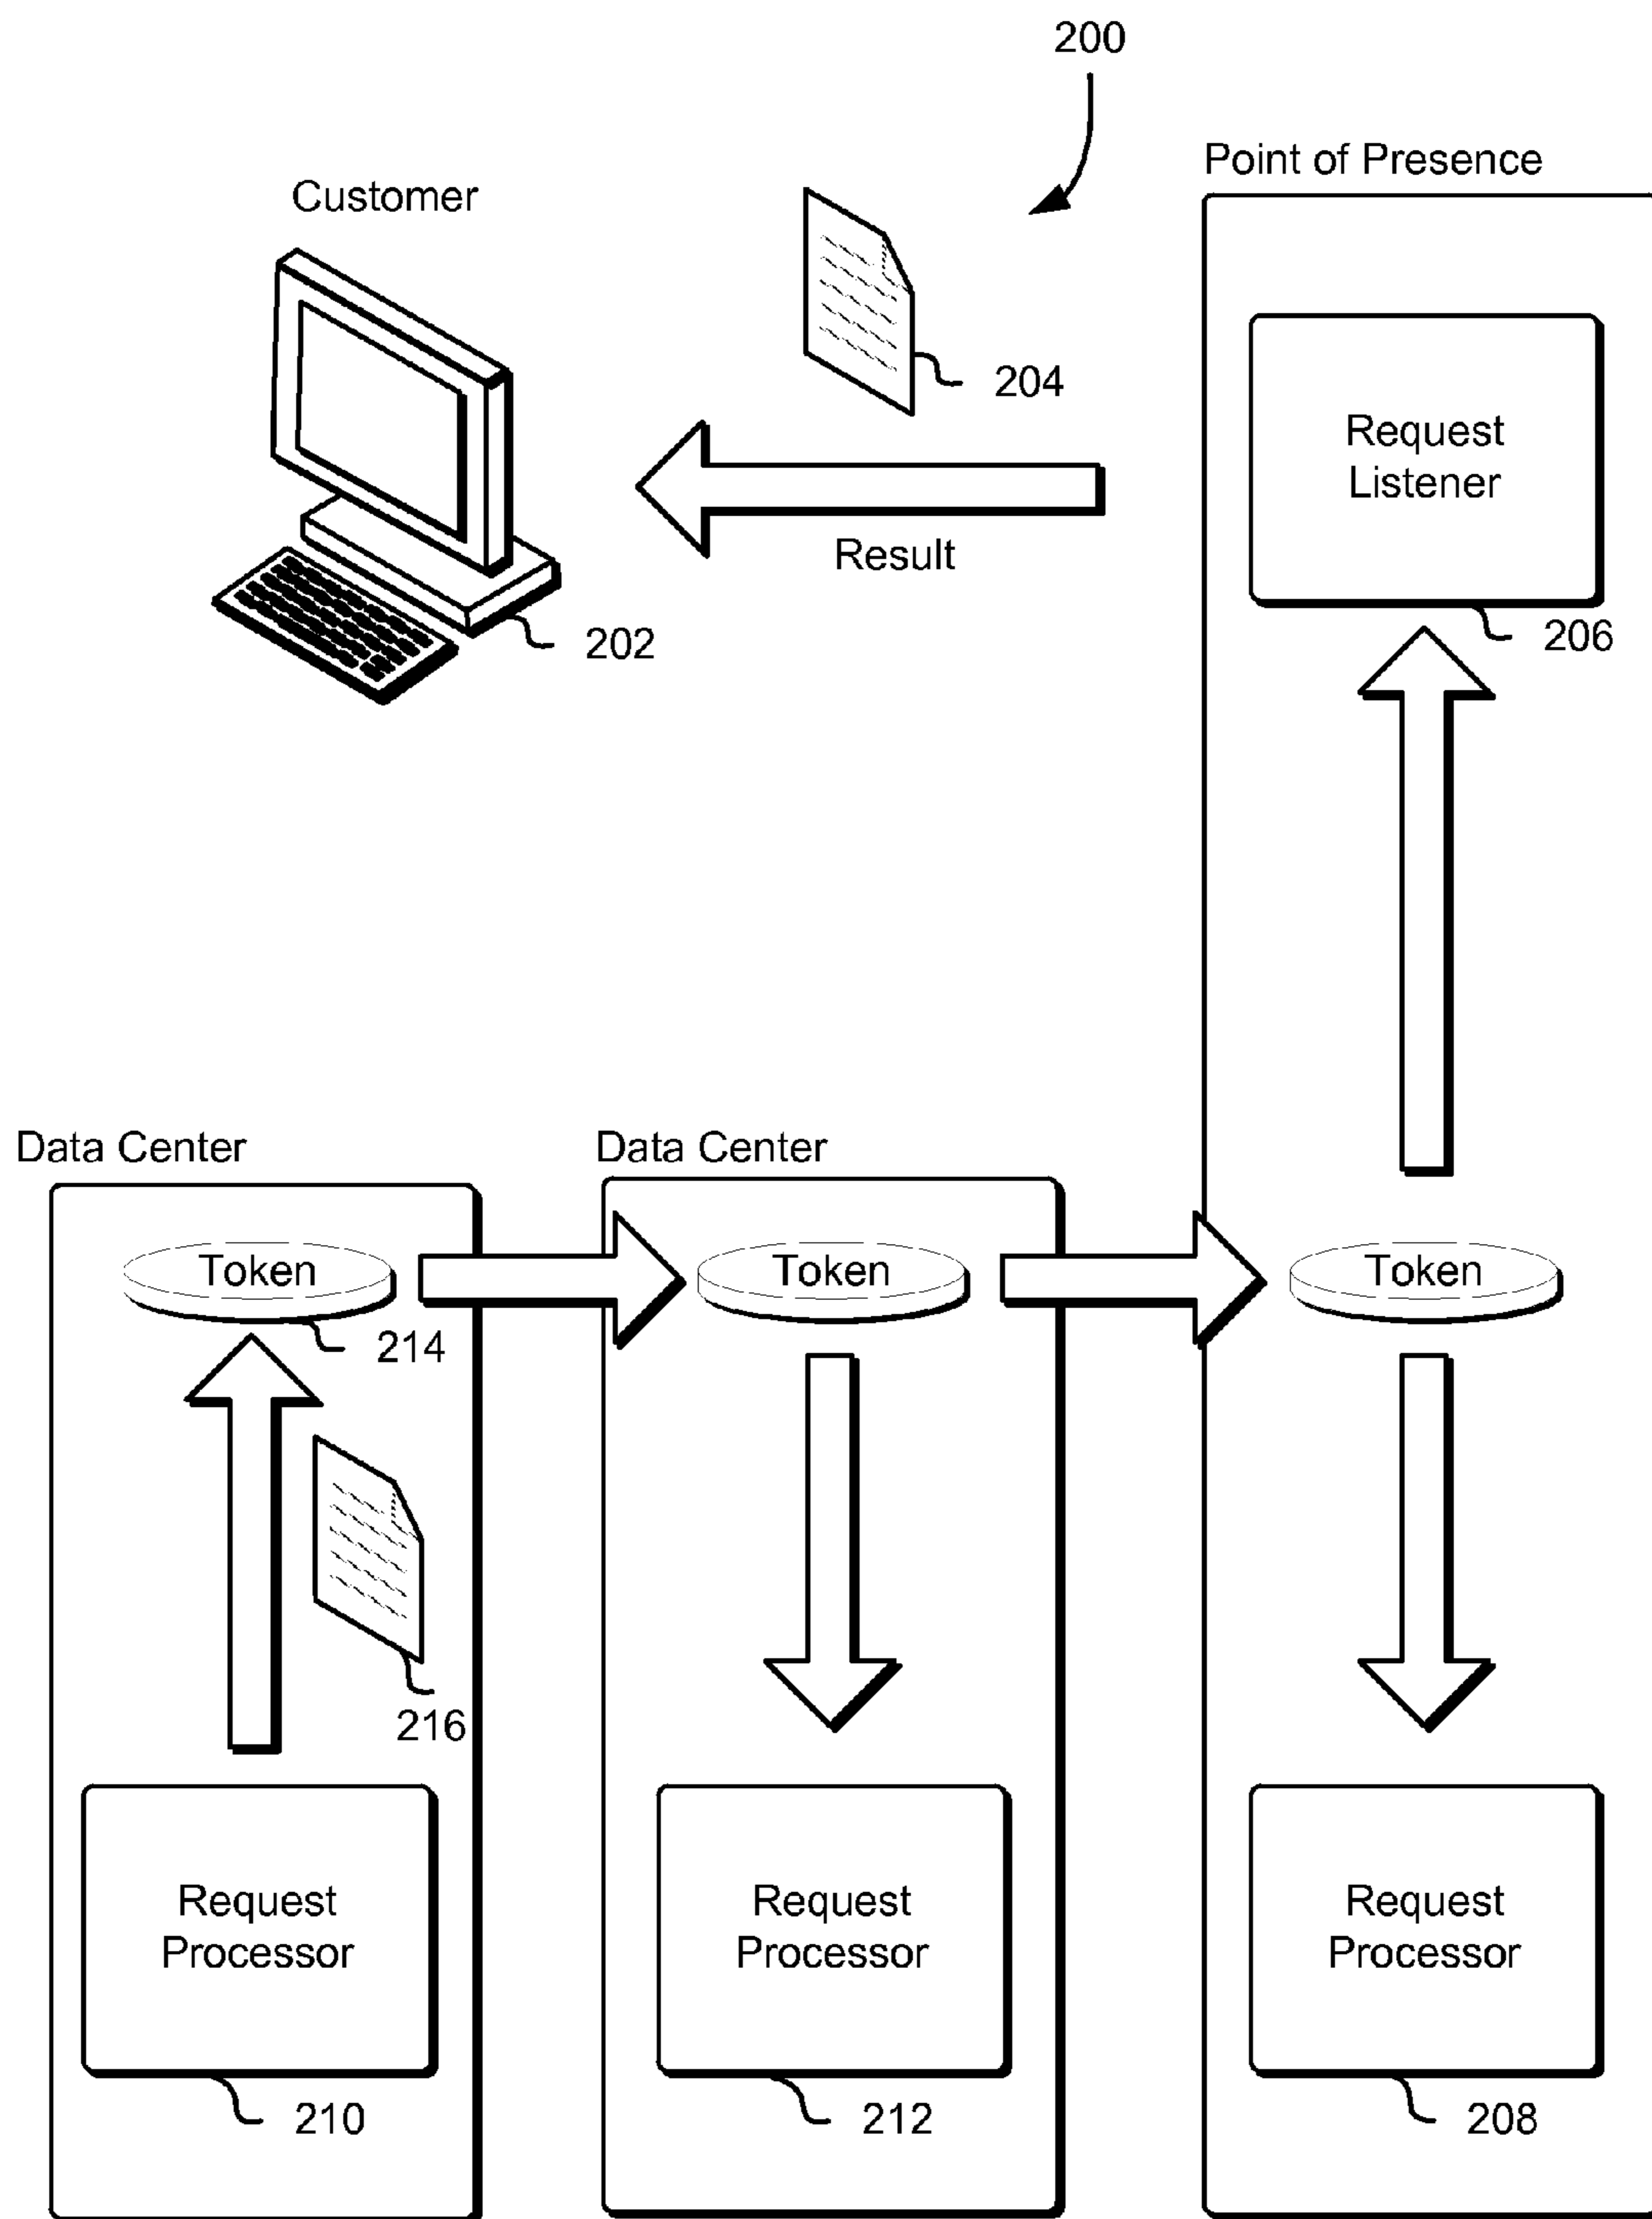 200
Point of Presence
Customer
204
Request
Listener
Result
202
206
Data Center
Data Center
Token
Token
Token
214
216
Request
Processor
Request
Processor
Request
Processor
210
212
208